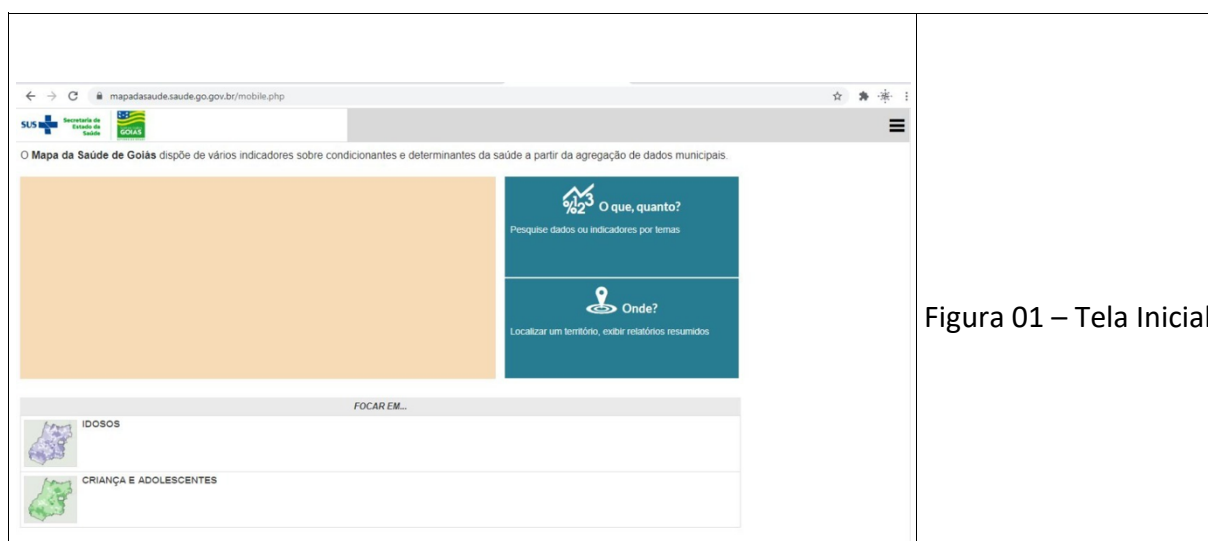 mapadasaude.saude.go.gov.br/mobile.php
SUS
Secretaria de
Estado da
Saúde
GOIÁS
O Mapa da Saúde de Goiás dispõe de vários indicadores sobre condicionantes e determinantes da saúde a partir da agregação de dados municipais.
O que, quanto?
Pesquise dados ou indicadores por temas
Onde?
Localizar um território, exibir relatórios resumidos
FOCAR EM...
IDOSOS
CRIANÇA E ADOLESCENTES
Figura 01 – Tela Inicial